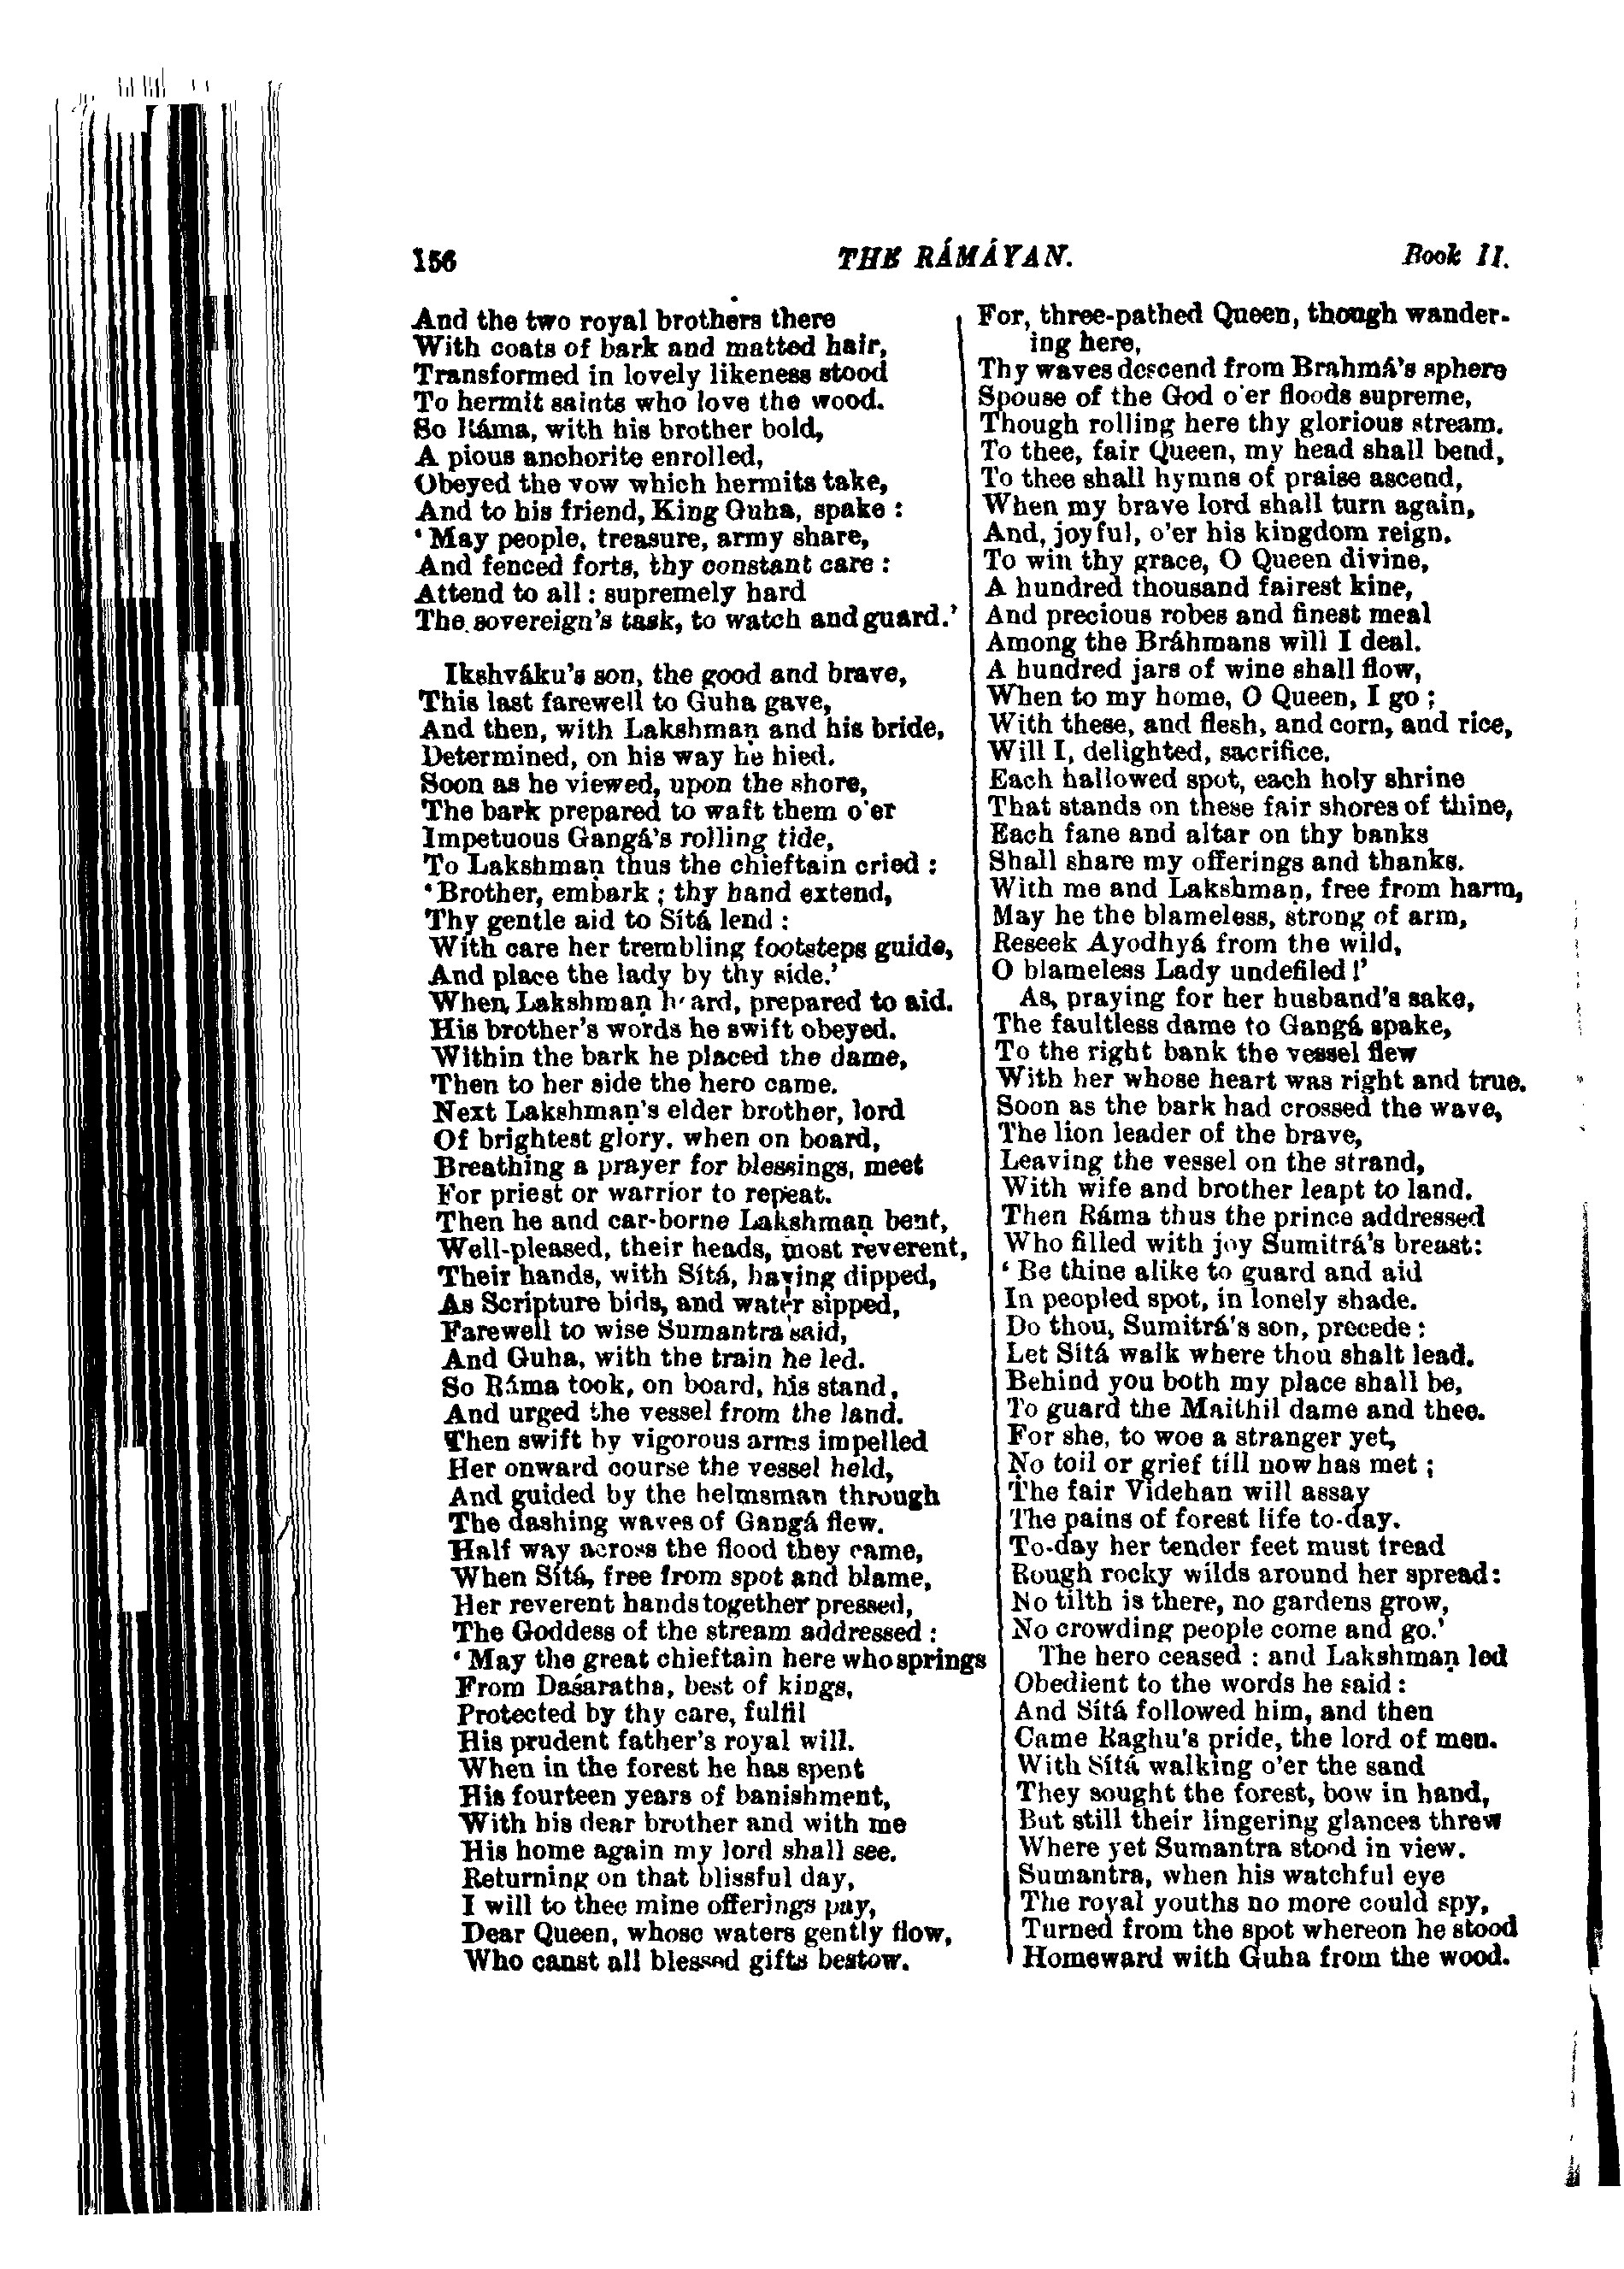 156 THE RÁMÁYAN. Book II.
And the two royal brothers there
With coats of bark and matted hair,
Transformed in lovely likeness stood
To hermit saints who love the wood.
So Ráma, with his brother bold,
A pious anchorite enrolled,
Obeyed the vow which hermits take,
And to his friend, King Guha, spake :
‘ May people, treasure, army share,
And fenced forts, thy constant care :
Attend to all : supremely hard
The sovereign's task, to watch and guard.’
Ikshváku's son, the good and brave,
This last farewell to Guha gave,
And then, with Lakshmaṇ and his bride,
Determined, on his way he hied.
Soon as he viewed, upon the shore,
The bark prepared to waft them o'er
Impetuous Gangá's rolling tide,
To Lakshmaṇ thus the chieftain cried :
‘Brother, embark ; thy hand extend,
Thy gentle aid to Sítá lend :
With care her trembling footsteps guide,
And place the lady by thy side.’
When Lakshmaṇ heard, prepared to aid.
His brother's words he swift obeyed.
Within the bark he placed the dame,
Then to her side the hero came.
Next Lakshmaṇ's elder brother, lord
Of brightest glory, when on board,
Breathing a prayer for blessings, meet
For priest or warrior to repeat.
Then he and car-borne Lakshmaṇ bent,
Well-pleased, their heads, most reverent,
Their hands, with Sítá, having dipped,
As Scripture bids, and water sipped,
Farewell to wise Sumantra said,
And Guha, with the train he led.
So Ráma took, on board, his stand,
And urged the vessel from the land.
Then swift by vigorous arms impelled
Her onward course the vessel held,
And guided by the helmsman through
The dashing waves of Gangá flew.
Half way across the flood they came,
When Sítá, free from spot and blame,
Her reverent hands together pressed,
The Goddess of the stream addressed :
‘ May the great chieftain here who springs
From Daśaratha, best of kings,
Protected by thy care, fulfil
His prudent father's royal will.
When in the forest he has spent
His fourteen years of banishment,
With his dear brother and with me
His home again my lord shall see.
Returning on that blissful day,
I will to thee mine offerings pay,
Dear Queen, whose waters gently flow,
Who canst all blessed gifts bestow.
For, three-pathed Queen, though wander-
ing here,
Thy waves descend from Brahmá's sphere
Spouse of the God o'er floods supreme,
Though rolling here thy glorious stream.
To thee, fair Queen, my head shall bend,
To thee shall hymns of praise ascend,
When my brave lord shall turn again,
And, joyful, o'er his kingdom reign.
To win thy grace, O Queen divine,
A hundred thousand fairest kine,
And precious robes and finest meal
Among the Bráhmans will I deal.
A hundred jars of wine shall flow,
When to my home, O Queen, I go ;
With these, and flesh, and corn, and rice,
Will I, delighted, sacrifice.
Each hallowed spot, each holy shrine
That stands on these fair shores of thine,
Each fane and altar on thy banks
Shall share my offerings and thanks.
With me and Lakshmaṇ, free from harm,
May he the blameless, strong of arm,
Reseek Ayodhyá from the wild,
O blameless Lady undefiled !’
As, praying for her husband's sake,
The faultless dame to Gangá spake,
To the right bank the vessel flew
With her whose heart was right and true.
Soon as the bark had crossed the wave,
The lion leader of the brave,
Leaving the vessel on the strand,
With wife and brother leapt to land.
Then Ráma thus the prince addressed
Who filled with joy Sumitrá's breast:
‘ Be thine alike to guard and aid
In peopled spot, in lonely shade.
Do thou, Sumitrá's son, precede :
Let Sítá walk where thou shalt lead.
Behind you both my place shall be,
To guard the Maithil dame and thee.
For she, to woe a stranger yet,
No toil or grief till now has met ;
The fair Videhan will assay
The pains of forest life to-day.
To-day her tender feet must tread
Rough rocky wilds around her spread:
No tilth is there, no gardens grow,
No crowding people come and go.’
The hero ceased : and Lakshmaṇ led
Obedient to the words he said :
And Sítá followed him, and then
Came Raghu's pride, the lord of men.
With Sítá walking o'er the sand
They sought the forest, bow in hand,
But still their lingering glances threw
Where yet Sumantra stood in view.
Sumantra, when his watchful eye
The royal youths no more could spy,
Turned from the spot whereon he stood
Homeward with Guha from the wood.